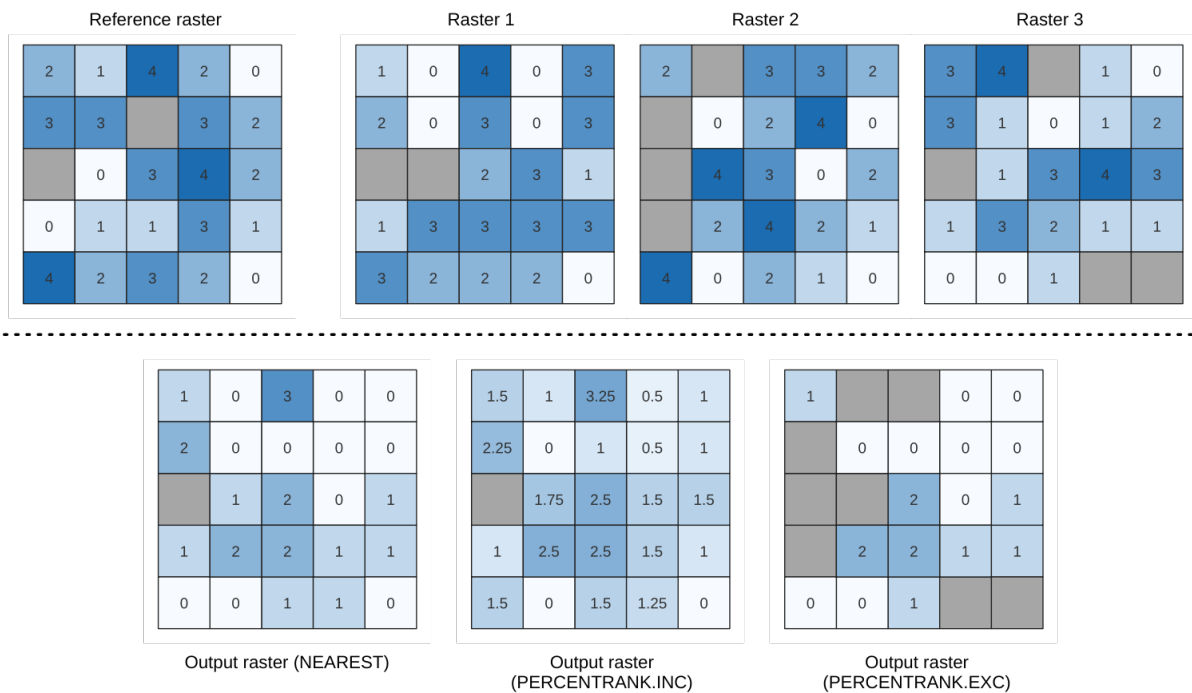 Reference raster
Raster 1
Raster 2
Raster 3
2 1 4 2 0 1 0 4 0 3 2 3 3 2 3 4 1 0
3 3 3 2 2 0 3 0 3 0 2 4 0 3 1 0 1 2
0 3 4 2 2 3 1 4 3 0 2 1 3 4 3
0 1 1 3 1 1 3 3 3 3 2 4 2 1 1 3 2 1 1
4 2 3 2 0 3 2 2 2 0 4 0 2 1 0 0 0 1
1 0 3 0 0 1.5 1 3.25 0.5 1 1 0 0
2 0 0 0 0 2.25 0 1 0.5 1 0 0 0 0
1 2 0 1 1.75 2.5 1.5 1.5 2 0 1
1 2 2 1 1 1 2.5 2.5 1.5 1 2 2 1 1
0 0 1 1 0 1.5 0 1.5 1.25 0 0 0 1
Output raster (NEAREST)
Output raster
(PERCENTRANK.INC)
Output raster
(PERCENTRANK.EXC)